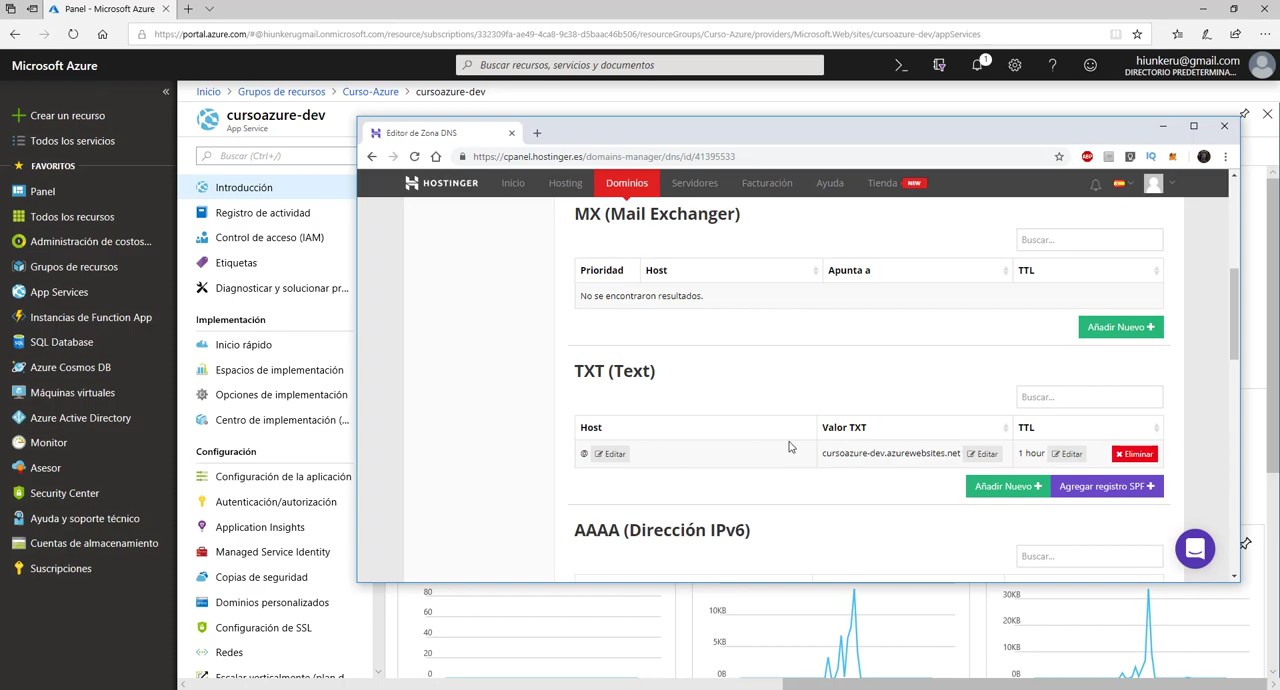 Panel - Microsoft Azure
https://portal.azure.com/#@hiunkerugmail.onmicrosoft.com/resource/subscriptions/332309fa-ae49-4ca8-9c38-d5baac46b506/resourceGroups/Curso-Azure/providers/Microsoft.Web/sites/cursoazure-dev/appServices
Microsoft Azure
Buscar recursos, servicios y documentos
1
hiunkeru@gmail.com
DIRECTORIO PREDETERMINA...
Crear un recurso
Todos los servicios
FAVORITOS
Panel
Todos los recursos
Administración de costos...
Grupos de recursos
App Services
Instancias de Function App
SQL Database
Azure Cosmos DB
Máquinas virtuales
Azure Active Directory
Monitor
Asesor
Security Center
Ayuda y soporte técnico
Cuentas de almacenamiento
Suscripciones
Inicio > Grupos de recursos > Curso-Azure > cursoazure-dev
cursoazure-dev
App Service
Buscar (Ctrl+/)
Introducción
Registro de actividad
Control de acceso (IAM)
Etiquetas
Diagnosticar y solucionar pr...
Implementación
Inicio rápido
Espacios de implementación
Opciones de implementación
Centro de implementación (...
Configuración
Configuración de la aplicación
Autenticación/autorización
Application Insights
Managed Service Identity
Copias de seguridad
Dominios personalizados
Configuración de SSL
Redes
Escalar verticalmente (plan d
Editor de Zona DNS
https://cpanel.hostinger.es/domains-manager/dns/id/41395533
ABP
IQ
HOSTINGER
Inicio
Hosting
Dominios
Servidores
Facturación
Ayuda
Tienda NEW
MX (Mail Exchanger)
Buscar...
Prioridad Host Apunta a TTL
No se encontraron resultados.
Añadir Nuevo +
TXT (Text)
Buscar...
Host Valor TXT TTL
@ Editar cursoazure-dev.azurewebsites.net Editar 1 hour Editar Eliminar
Añadir Nuevo + Agregar registro SPF +
AAAA (Dirección IPv6)
Buscar...
80
60
40
20
0
10KB
5KB
0B
30KB
20KB
10KB
0B